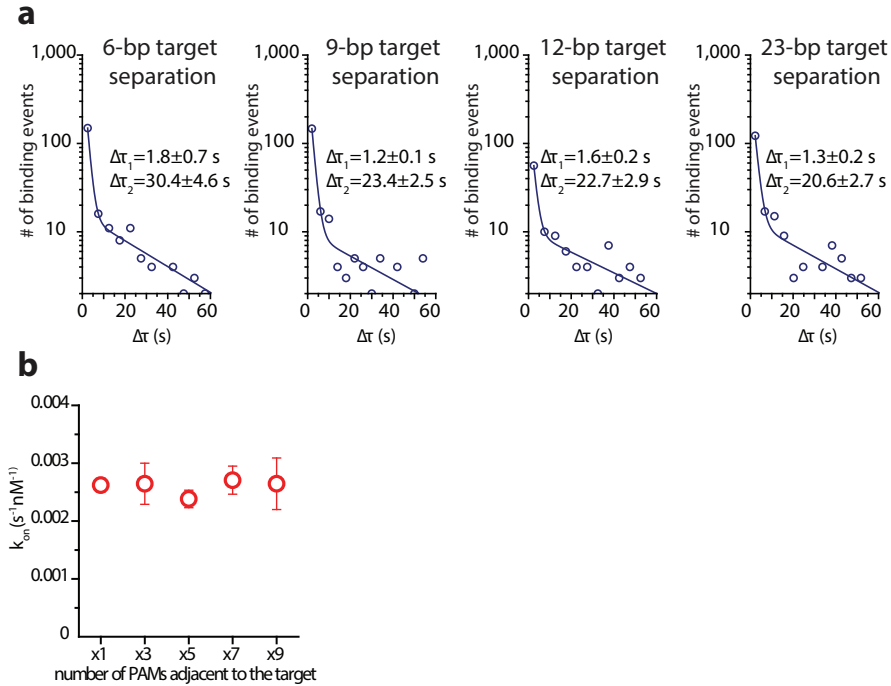 a
6-bp target
separation
9-bp target
separation
12-bp target
separation
23-bp target
separation
# of binding events
1,000
100
10
Δτ1=1.8±0.7 s
Δτ2=30.4±4.6 s
0 20 40 60
Δτ (s)
# of binding events
1,000
100
10
Δτ1=1.2±0.1 s
Δτ2=23.4±2.5 s
0 20 40 60
Δτ (s)
# of binding events
1,000
100
10
Δτ1=1.6±0.2 s
Δτ2=22.7±2.9 s
0 20 40 60
Δτ (s)
# of binding events
1,000
100
10
Δτ1=1.3±0.2 s
Δτ2=20.6±2.7 s
0 20 40 60
Δτ (s)
b
kon(s-1nM-1)
0.004
0.003
0.002
0.001
0
x1 x3 x5 x7 x9
number of PAMs adjacent to the target